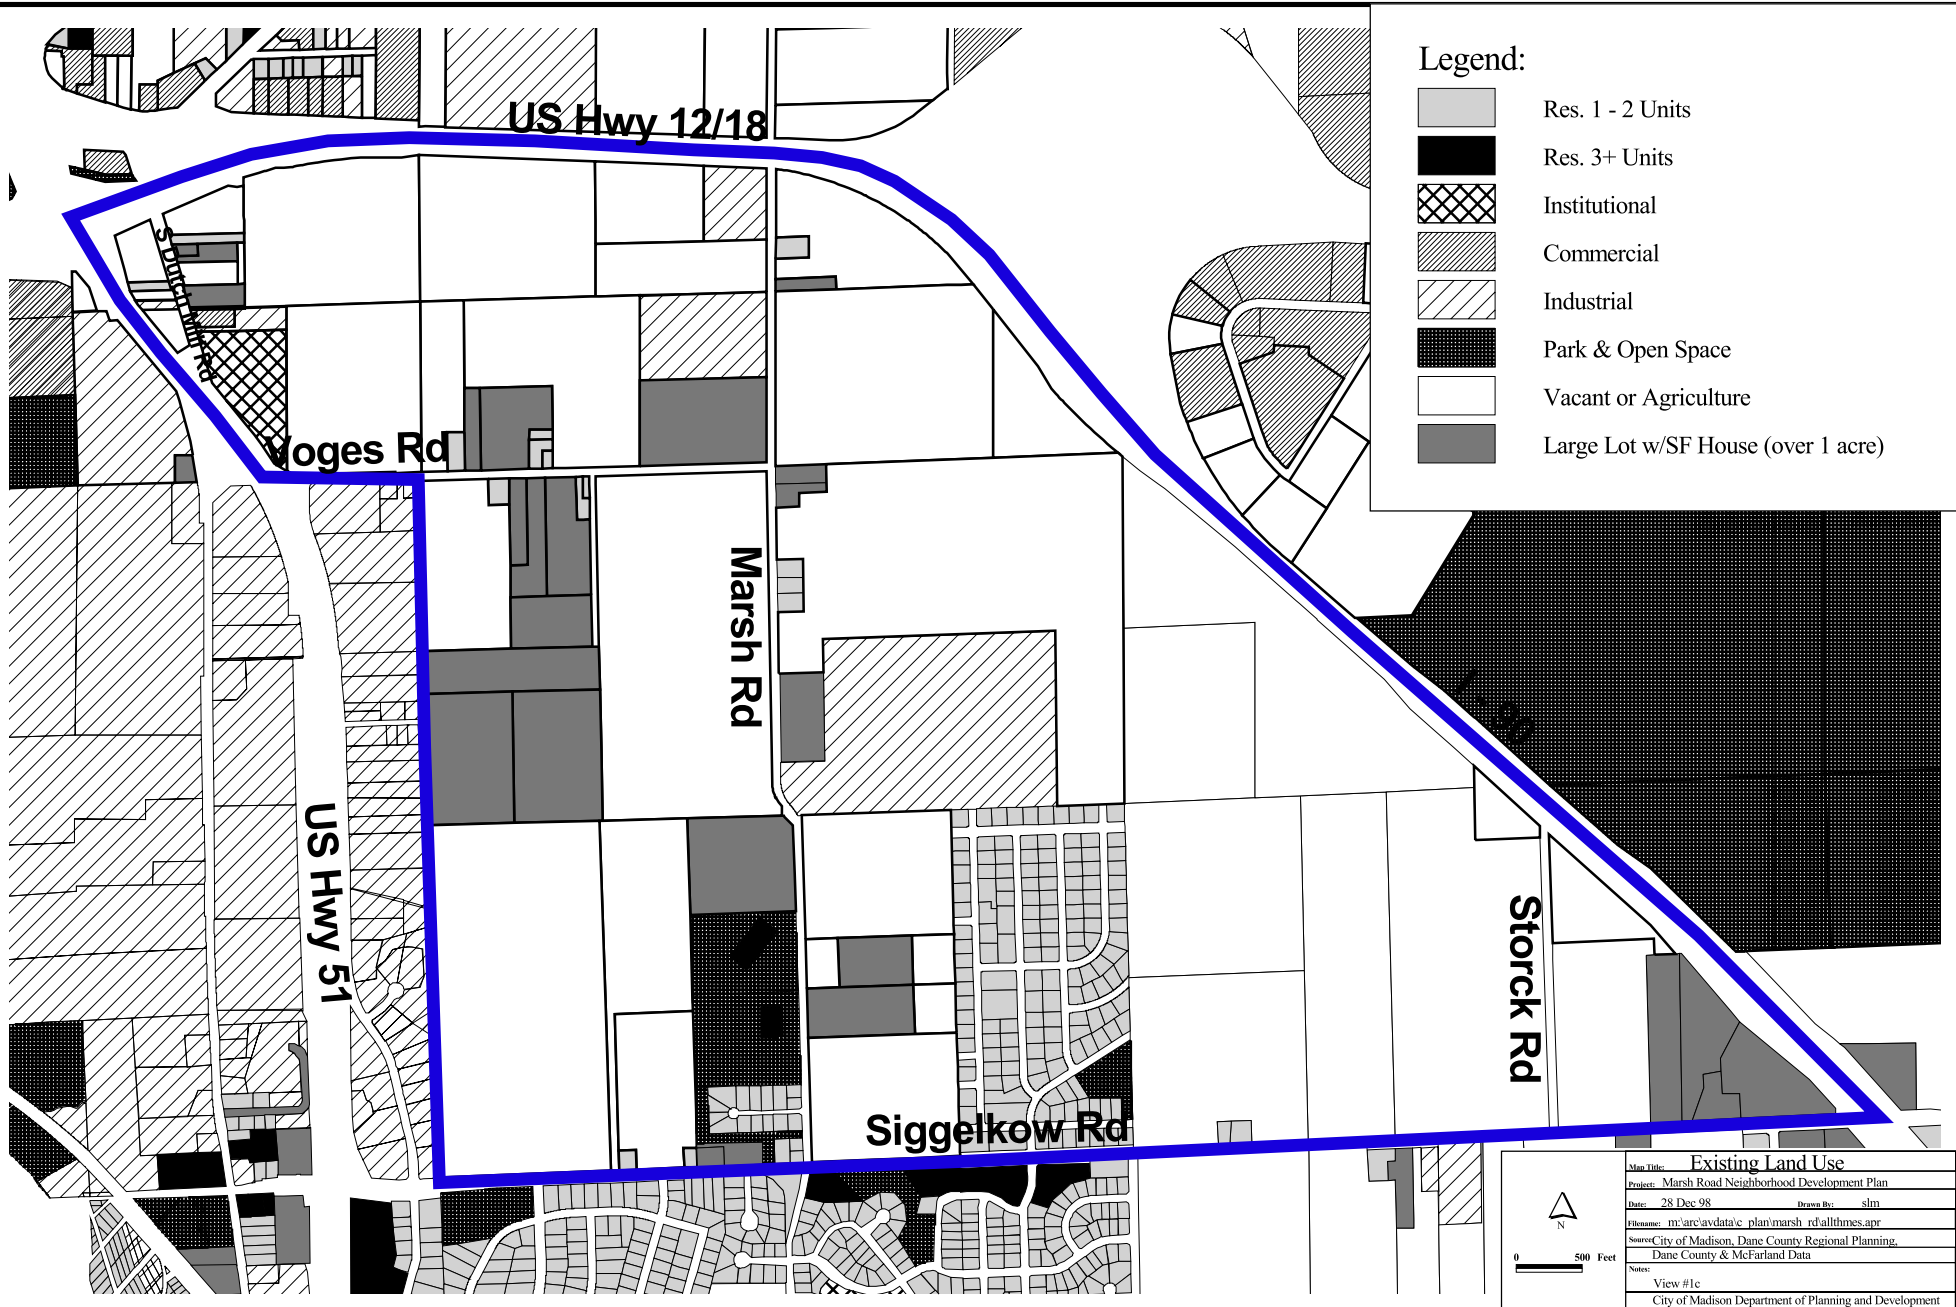 Legend:
Res. 1 - 2 Units
Res. 3+ Units
Institutional
Commercial
Industrial
Park & Open Space
Vacant or Agriculture
Large Lot w/SF House (over 1 acre)
US Hwy 12/18
S Dutch Mill Rd
Voges Rd
Marsh Rd
I - 90
US Hwy 51
Storck Rd
Siggelkow Rd
N
0 500 Feet
Map Title: Existing Land Use
Project: Marsh Road Neighborhood Development Plan
Date: 28 Dec 98 Drawn By: slm
Filename: m:\arc\avdata\c_plan\marsh_rd\allthmes.apr
Source: City of Madison, Dane County Regional Planning,
Dane County & McFarland Data
Notes:
View #1c
City of Madison Department of Planning and Development